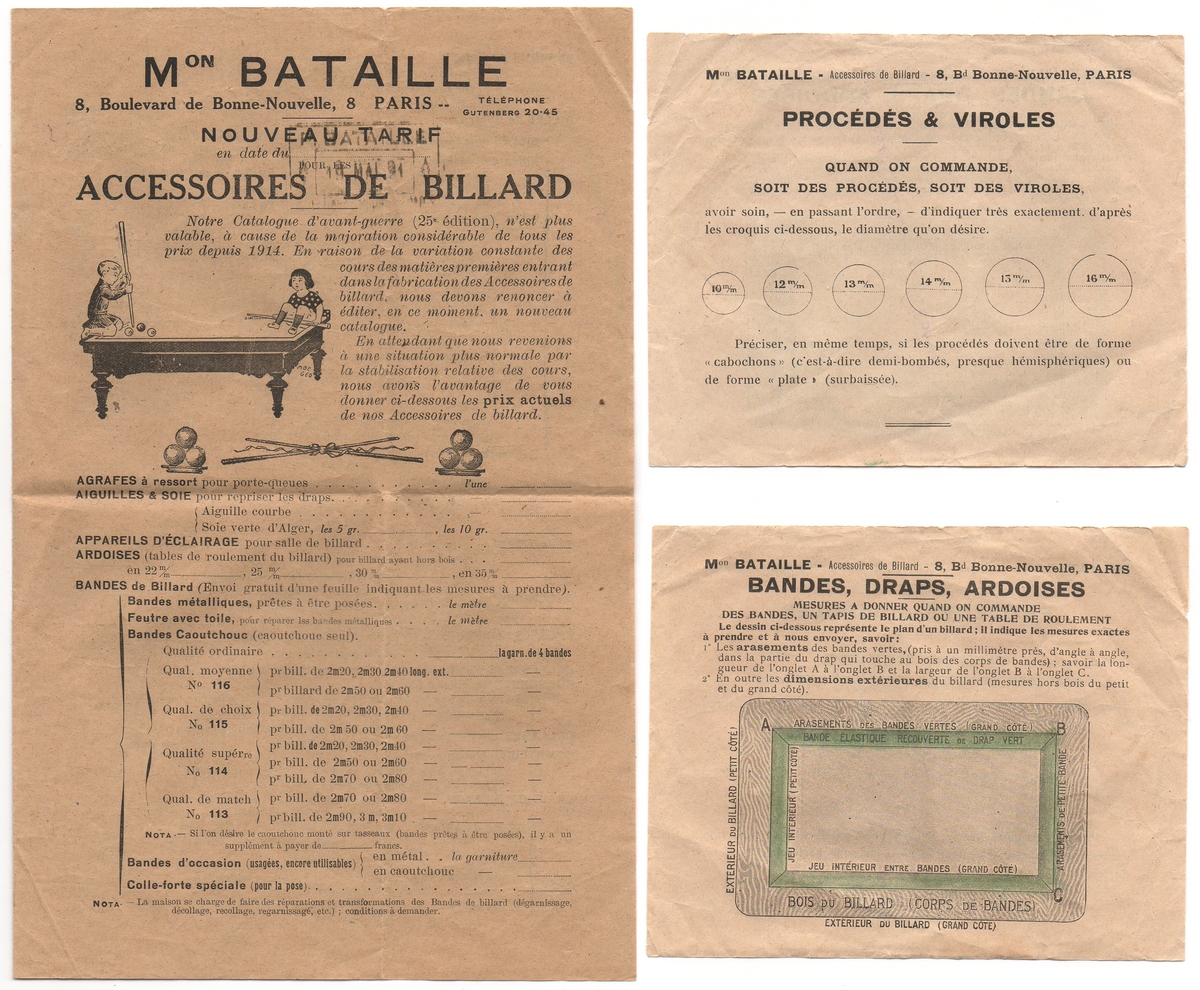 Mon BATAILLE
8, Boulevard de Bonne-Nouvelle, 8 PARIS -- TÉLÉPHONE
GUTENBERG 20-45
NOUVEAU TARIF
en date du
POUR LES
ACCESSOIRES DE BILLARD
Notre Catalogue d'avant-guerre (25e édition), n'est plus
valable, à cause de la majoration considérable de tous les
prix depuis 1914. En raison de la variation constante des
cours des matières premières entrant
dans la fabrication des Accessoires de
billard, nous devons renoncer à
éditer, en ce moment, un nouveau
catalogue.
En attendant que nous revenions
à une situation plus normale par
la stabilisation relative des cours,
nous avons l'avantage de vous
donner ci-dessous les prix actuels
de nos Accessoires de billard.
AGRAFES à ressort pour porte-queues . . . . . . . . . . l'une
AIGUILLES & SOIE pour repriser les draps. . . . . . . . .
Aiguille courbe . . . . . . . . . . —
Soie verte d'Alger, les 5 gr. , les 10 gr.
APPAREILS D'ÉCLAIRAGE pour salle de billard . . . . . . . .
ARDOISES (tables de roulement du billard) pour billard ayant hors bois . . .
en 22 m/m , 25 m/m , 30 m/m , en 35 m/m
BANDES de Billard (Envoi gratuit d'une feuille indiquant les mesures à prendre).
Bandes métalliques, prêtes à être posées. . . . . . . le mètre
Feutre avec toile, pour réparer les bandes métalliques . . . . le mètre
Bandes Caoutchouc (caoutchouc seul).
Qualité ordinaire . . . . . . . . . . . la garn. de 4 bandes
Qual. moyenne pr bill. de 2m20, 2m30 2m40 long. ext.
No 116 pr billard de 2m50 ou 2m60 — —
Qual. de choix pr bill. de 2m20, 2m30, 2m40 — —
No 115 pr bill. de 2m50 ou 2m60 — —
Qualité supérre pr bill. de 2m20, 2m30, 2m40 — —
No 114 pr bill. de 2m50 ou 2m60 — —
pr bill. de 2m70 ou 2m80 — —
Qual. de match pr bill. de 2m70 ou 2m80 — —
No 113 pr bill. de 2m90, 3 m, 3m10 — —
NOTA. — Si l'on désire le caoutchouc monté sur tasseaux (bandes prêtes à être posées), il y a un
supplément à payer de francs.
Bandes d'occasion (usagées, encore utilisables) en métal . . la garniture
en caoutchouc —
Colle-forte spéciale (pour la pose) . . . . . . . . . . . . . .
NOTA. — La maison se charge de faire des réparations et transformations des Bandes de billard (dégarnissage,
décollage, recollage, regarnissage, etc.) ; conditions à demander.
Mon BATAILLE - Accessoires de Billard - 8, Bd Bonne-Nouvelle, PARIS
PROCÉDÉS & VIROLES
QUAND ON COMMANDE,
SOIT DES PROCÉDÉS, SOIT DES VIROLES,
avoir soin, — en passant l'ordre, – d'indiquer très exactement. d'après
les croquis ci-dessous, le diamètre qu'on désire.
10 m/m 12 m/m 13 m/m 14 m/m 15 m/m 16 m/m
Préciser, en même temps, si les procédés doivent être de forme
« cabochons » (c'est-à-dire demi-bombés, presque hémisphériques) ou
de forme « plate » (surbaissée).
Mon BATAILLE - Accessoires de Billard - 8, Bd Bonne-Nouvelle, PARIS
BANDES, DRAPS, ARDOISES
MESURES A DONNER QUAND ON COMMANDE
DES BANDES, UN TAPIS DE BILLARD OU UNE TABLE DE ROULEMENT
Le dessin ci-dessous représente le plan d'un billard ; il indique les mesures exactes
à prendre et à nous envoyer, savoir :
1° Les arasements des bandes vertes, (pris à un millimètre près, d'angle à angle,
dans la partie du drap qui touche au bois des corps de bandes) ; savoir la lon-
gueur de l'onglet A à l'onglet B et la largeur de l'onglet B à l'onglet C.
2° En outre les dimensions extérieures du billard (mesures hors bois du petit
et du grand côté).
A ARASEMENTS DES BANDES VERTES (GRAND CÔTÉ) B
BANDE ÉLASTIQUE RECOUVERTE DE DRAP VERT
EXTÉRIEUR DU BILLARD (PETIT CÔTÉ)
JEU INTÉRIEUR (PETIT CÔTÉ)
ARASEMENTS DE PETITE BANDE
JEU INTÉRIEUR ENTRE BANDES (GRAND CÔTÉ)
C
BOIS DU BILLARD (CORPS DE BANDES)
EXTÉRIEUR DU BILLARD (GRAND CÔTÉ)